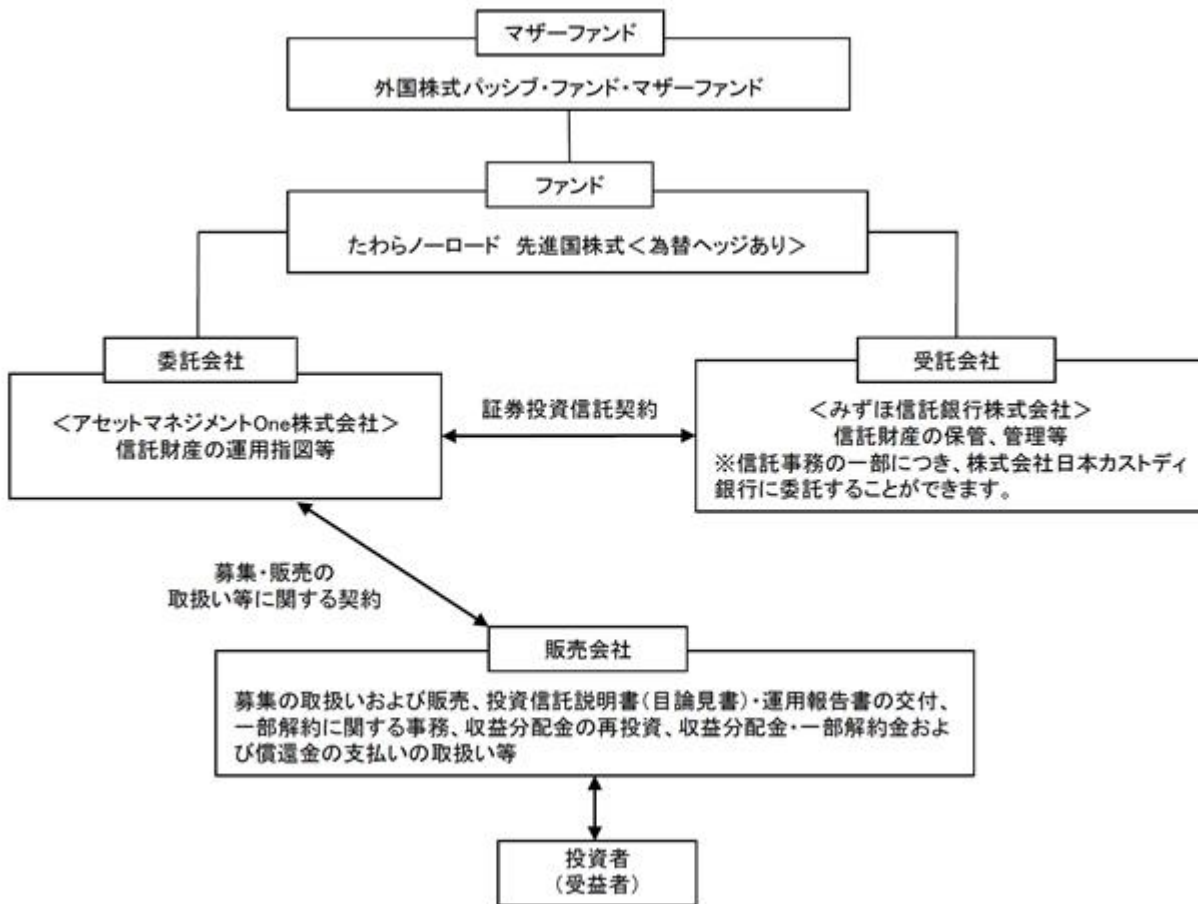 マザーファンド
外国株式パッシブ・ファンド・マザーファンド
ファンド
たわらノーロード 先進国株式<為替ヘッジあり>
委託会社
<アセットマネジメントOne株式会社>
信託財産の運用指図等
証券投資信託契約
受託会社
<みずほ信託銀行株式会社>
信託財産の保管、管理等
※信託事務の一部につき、株式会社日本カストディ
銀行に委託することができます。
募集・販売の
取扱い等に関する契約
販売会社
募集の取扱いおよび販売、投資信託説明書(目論見書)・運用報告書の交付、
一部解約に関する事務、収益分配金の再投資、収益分配金・一部解約金およ
び償還金の支払いの取扱い等
投資者
(受益者)